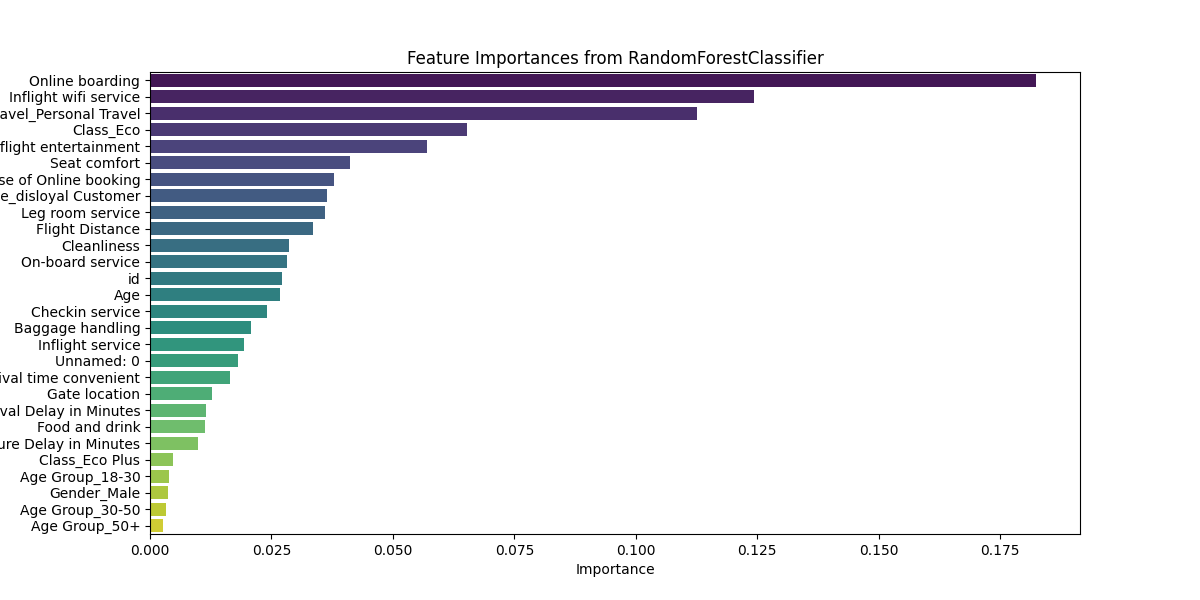 Feature Importances from RandomForestClassifier
Online boarding
Inflight wifi service
avel_Personal Travel
Class_Eco
flight entertainment
Seat comfort
se of Online booking
e_disloyal Customer
Leg room service
Flight Distance
Cleanliness
On-board service
id
Age
Checkin service
Baggage handling
Inflight service
Unnamed: 0
ival time convenient
Gate location
val Delay in Minutes
Food and drink
ure Delay in Minutes
Class_Eco Plus
Age Group_18-30
Gender_Male
Age Group_30-50
Age Group_50+
0.000 0.025 0.050 0.075 0.100 0.125 0.150 0.175
Importance